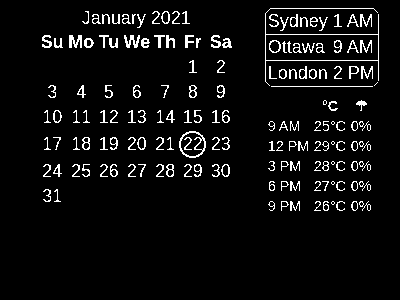 January 2021
Su Mo Tu We Th Fr Sa
1 2
3 4 5 6 7 8 9
10 11 12 13 14 15 16
17 18 19 20 21 22 23
24 25 26 27 28 29 30
31
Sydney 1 AM
Ottawa 9 AM
London 2 PM
°C
9 AM 25°C 0%
12 PM 29°C 0%
3 PM 28°C 0%
6 PM 27°C 0%
9 PM 26°C 0%